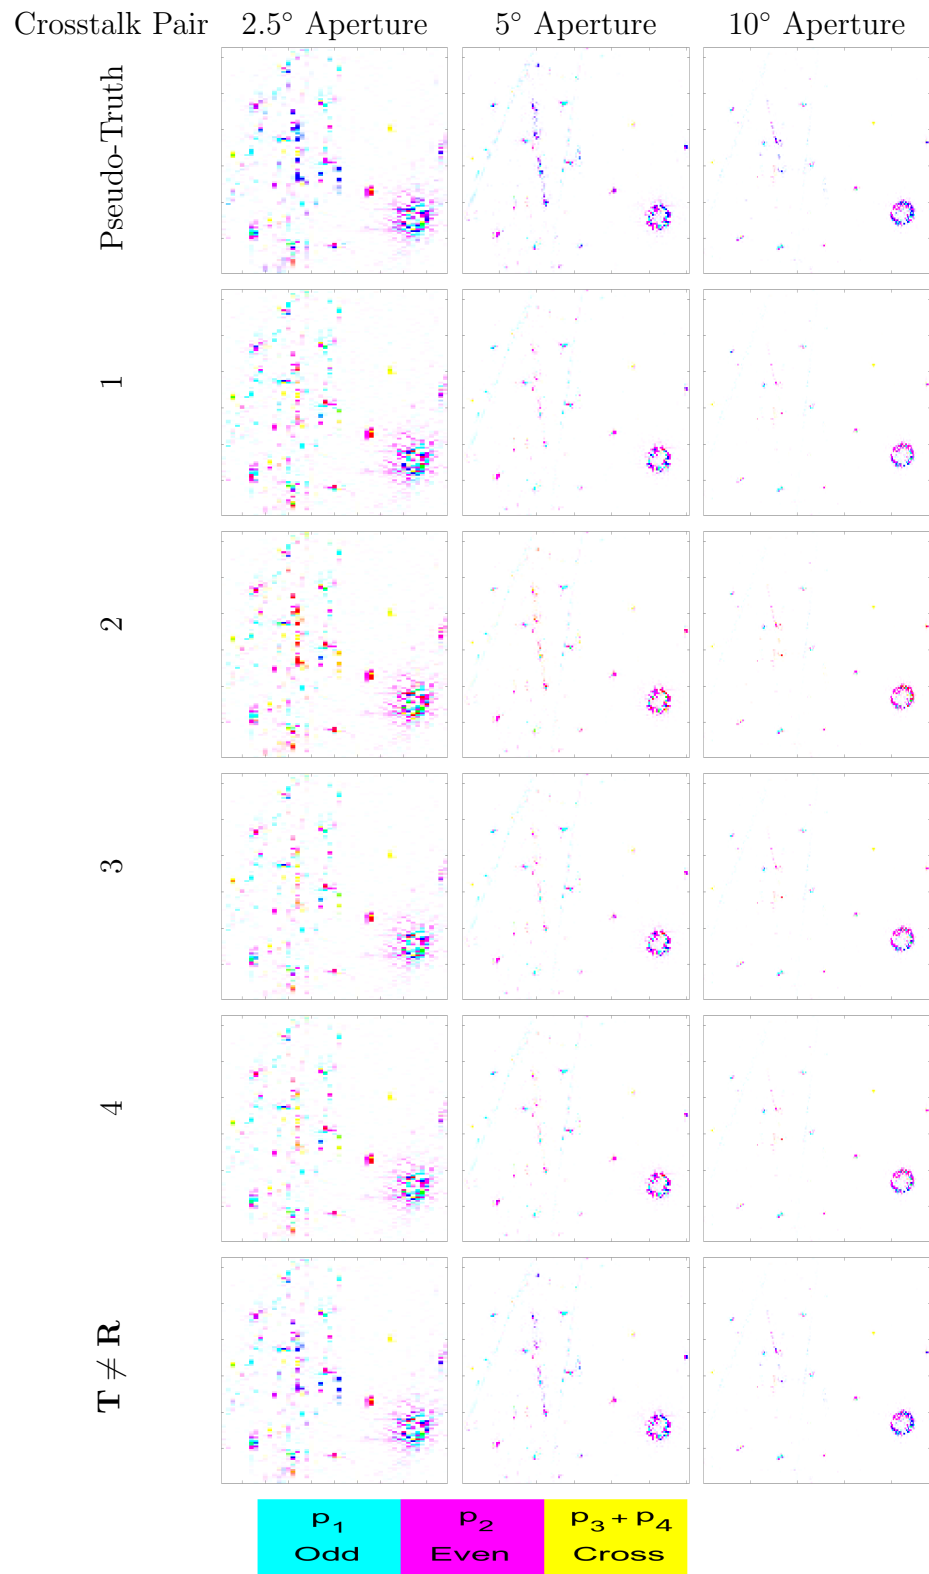 Crosstalk Pair 2.5° Aperture 5° Aperture 10° Aperture
Pseudo-Truth
1
2
3
4
T ≠ R
p1 p2 p3 + p4
Odd Even Cross